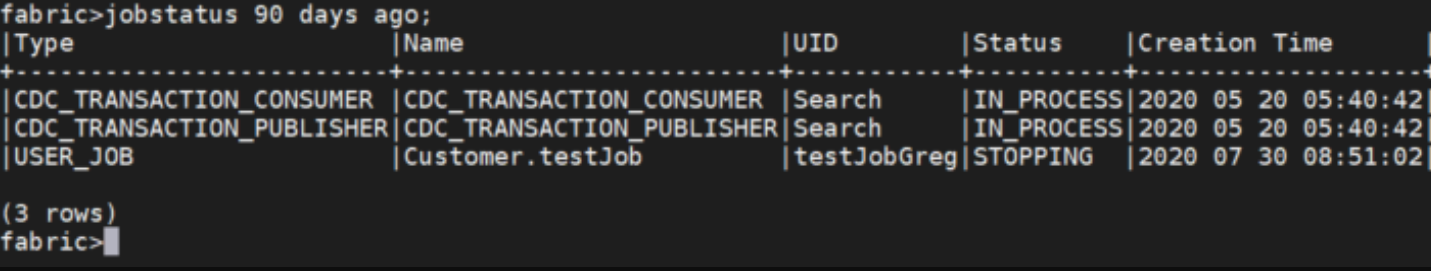 fabric>jobstatus 90 days ago;
|Type                     |Name                     |UID        |Status    |Creation Time      |
+-------------------------+-------------------------+-----------+----------+-------------------+
|CDC_TRANSACTION_CONSUMER |CDC_TRANSACTION_CONSUMER |Search     |IN_PROCESS|2020 05 20 05:40:42|
|CDC_TRANSACTION_PUBLISHER|CDC_TRANSACTION_PUBLISHER|Search     |IN_PROCESS|2020 05 20 05:40:42|
|USER_JOB                 |Customer.testJob         |testJobGreg|STOPPING  |2020 07 30 08:51:02|
(3 rows)
fabric>